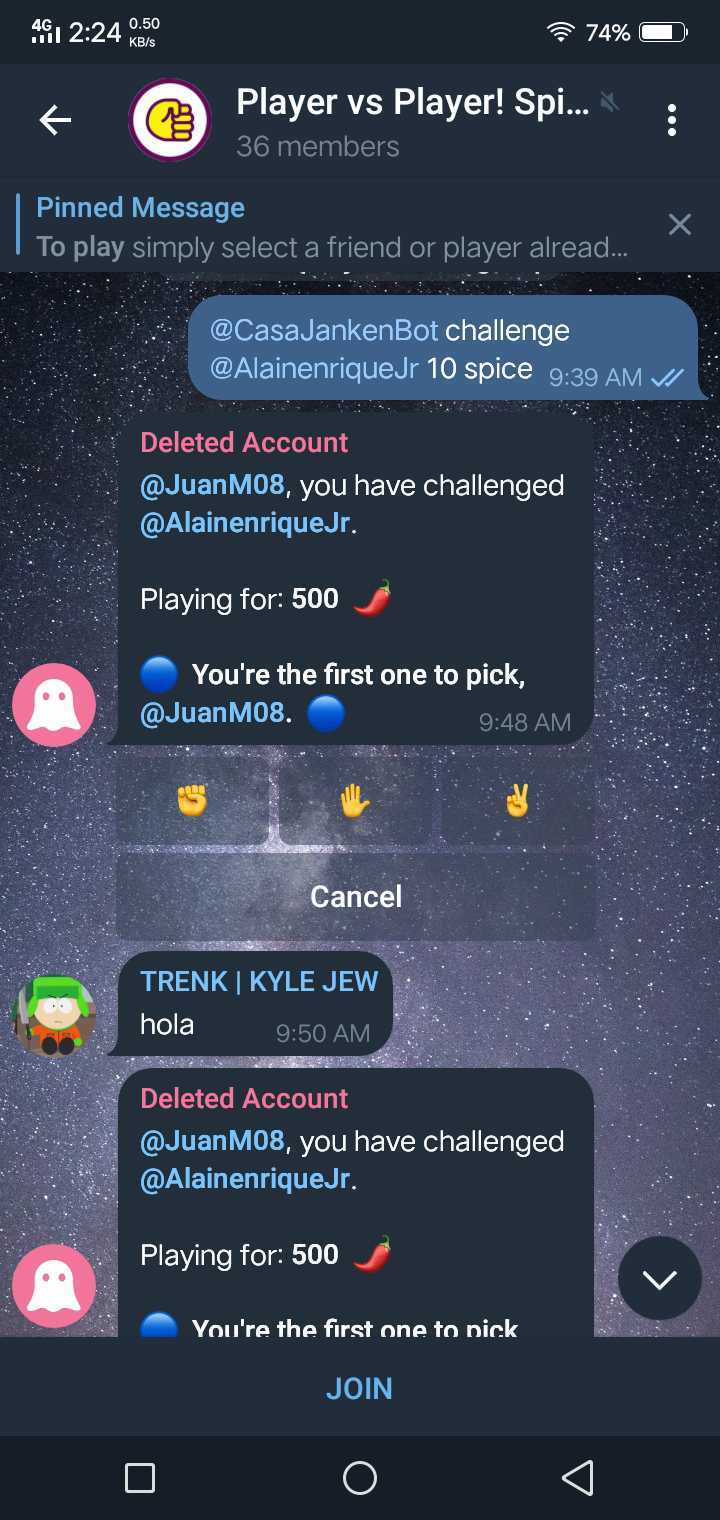 4G 2:24 0.50 KB/s 74%
Player vs Player! Spi...
36 members
Pinned Message
To play simply select a friend or player alread...
@CasaJankenBot challenge
@AlainenriqueJr 10 spice 9:39 AM
Deleted Account
@JuanM08, you have challenged
@AlainenriqueJr.
Playing for: 500
You're the first one to pick,
@JuanM08. 9:48 AM
Cancel
TRENK | KYLE JEW
hola 9:50 AM
Deleted Account
@JuanM08, you have challenged
@AlainenriqueJr.
Playing for: 500
You're the first one to pick
JOIN